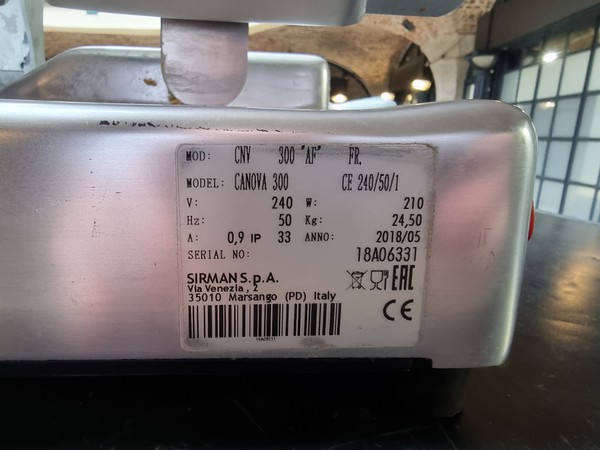 MOD: CNV 300 "AF" FR.
MODEL: CANOVA 300 CE 240/50/1
V: 240 W: 210
Hz: 50 Kg: 24,50
A: 0,9 IP 33 ANNO: 2018/05
SERIAL NO: 18A06331
SIRMAN S.p.A.
Via Venezia, 2
35010 Marsango (PD) Italy
EAC
CE
18A06331